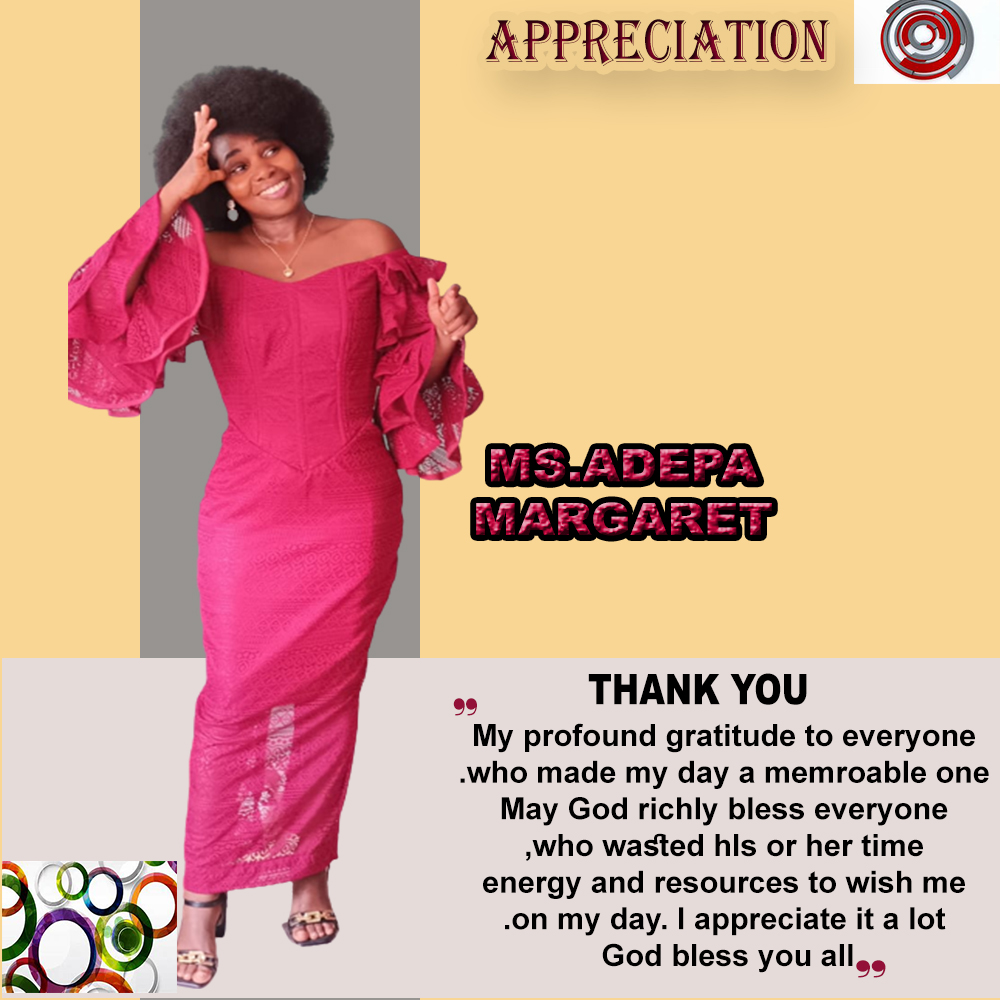 APPRECIATION
MS.ADEPA
MARGARET
THANK YOU
"
My profound gratitude to everyone
.who made my day a memroable one
May God richly bless everyone
,who wasted hIs or her time
energy and resources to wish me
.on my day. I appreciate it a lot
God bless you all"